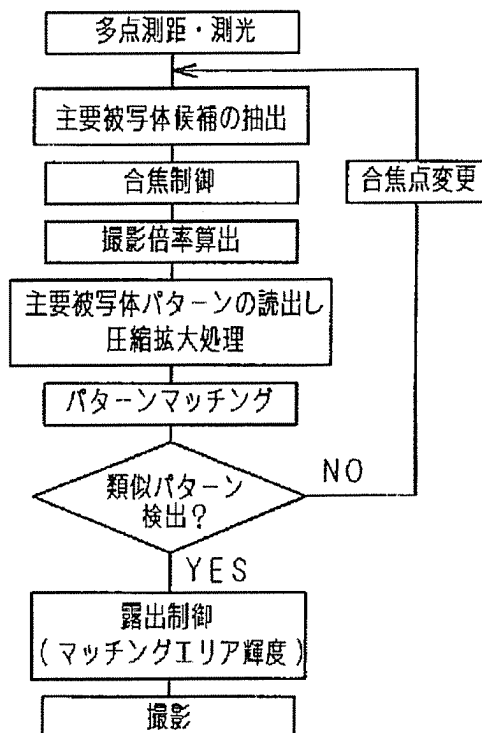 多点測距・測光
主要被写体候補の抽出
合焦制御
合焦点変更
撮影倍率算出
主要被写体パターンの読出し
圧縮拡大処理
パターンマッチング
類似パターン
検出？
NO
YES
露出制御
(マッチングエリア輝度)
撮影